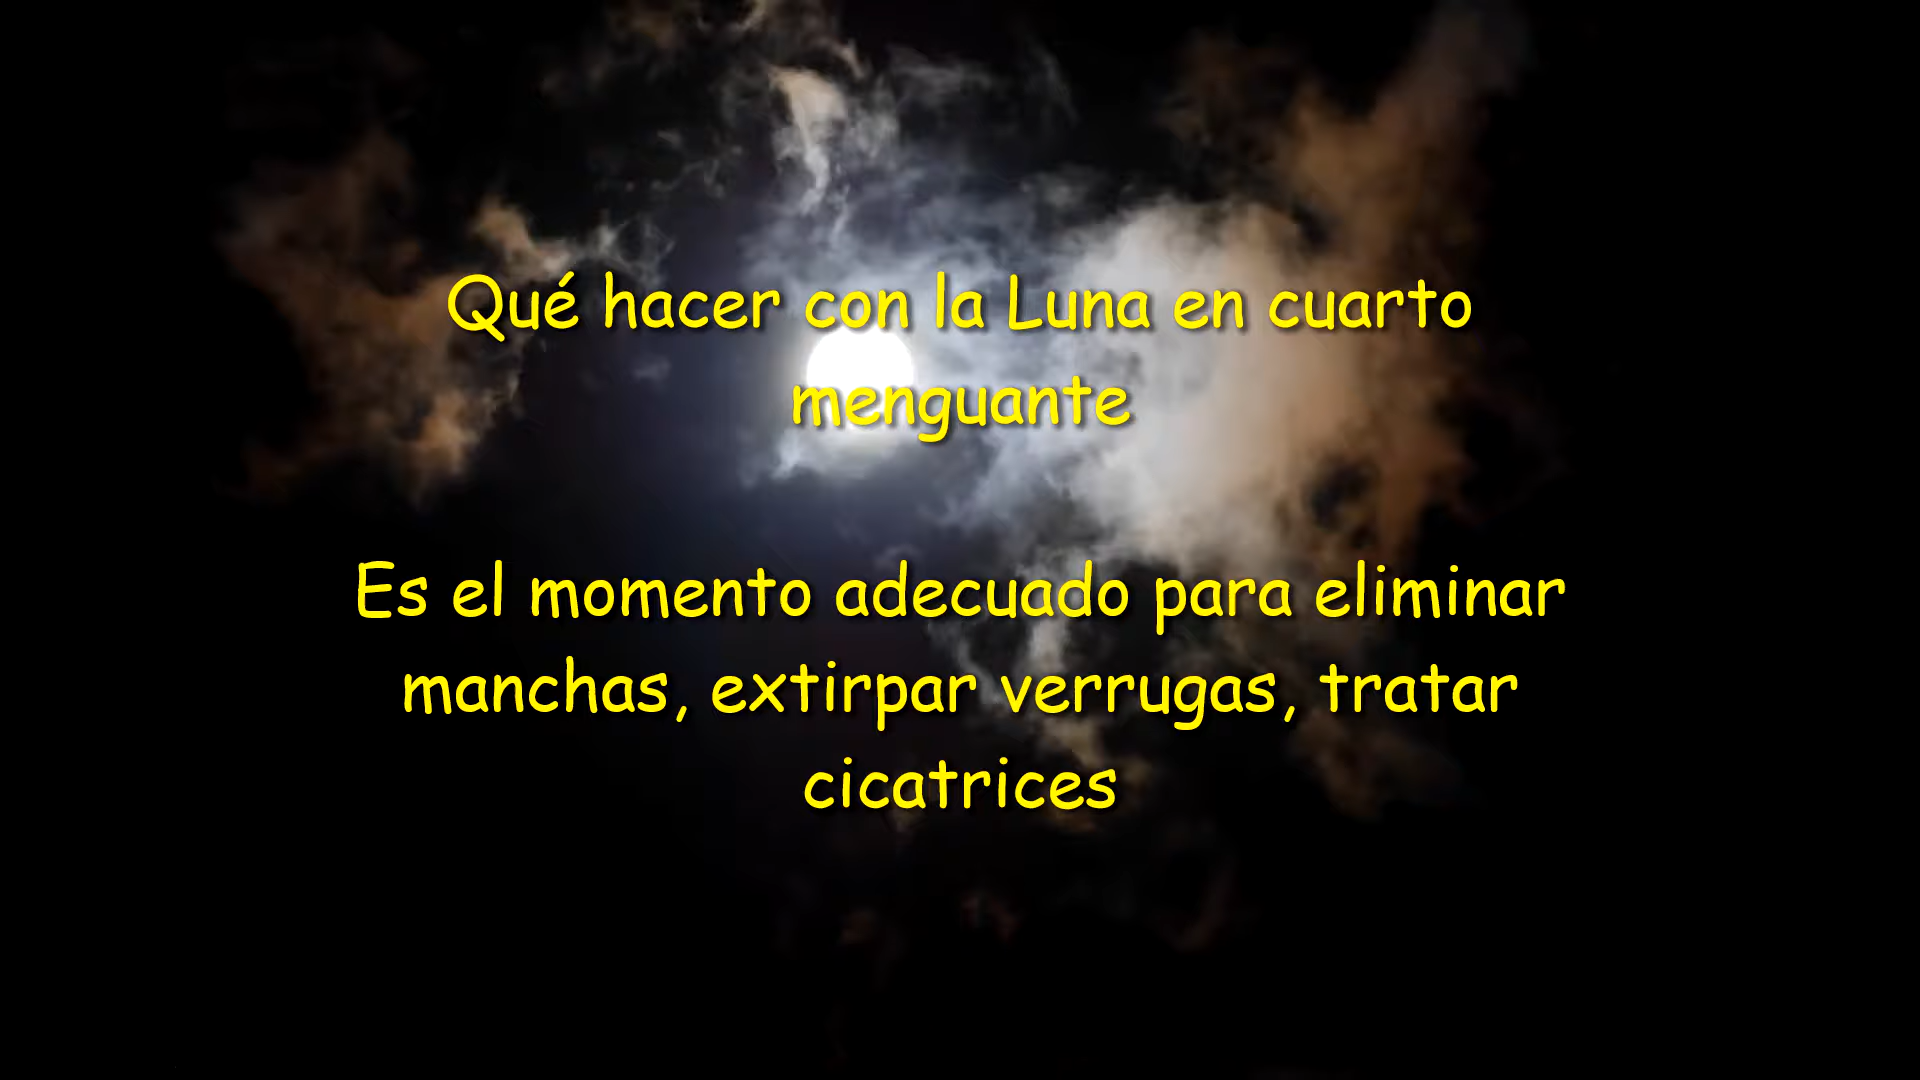 Qué hacer con la Luna en cuarto
menguante
Es el momento adecuado para eliminar
manchas, extirpar verrugas, tratar
cicatrices